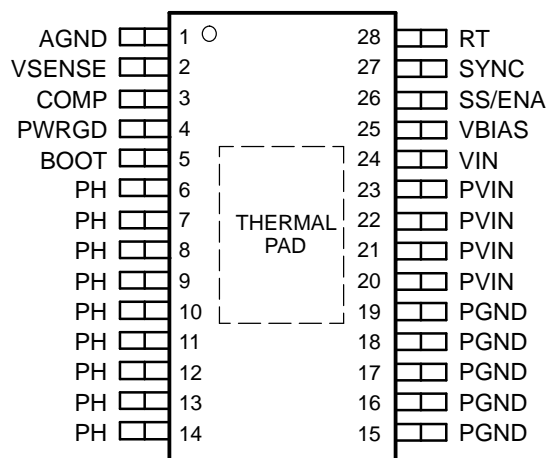 AGND 1 28 RT
VSENSE 2 27 SYNC
COMP 3 26 SS/ENA
PWRGD 4 25 VBIAS
BOOT 5 24 VIN
PH 6 23 PVIN
PH 7 22 PVIN
PH 8 21 PVIN
PH 9 20 PVIN
PH 10 19 PGND
PH 11 18 PGND
PH 12 17 PGND
PH 13 16 PGND
PH 14 15 PGND
THERMAL
PAD